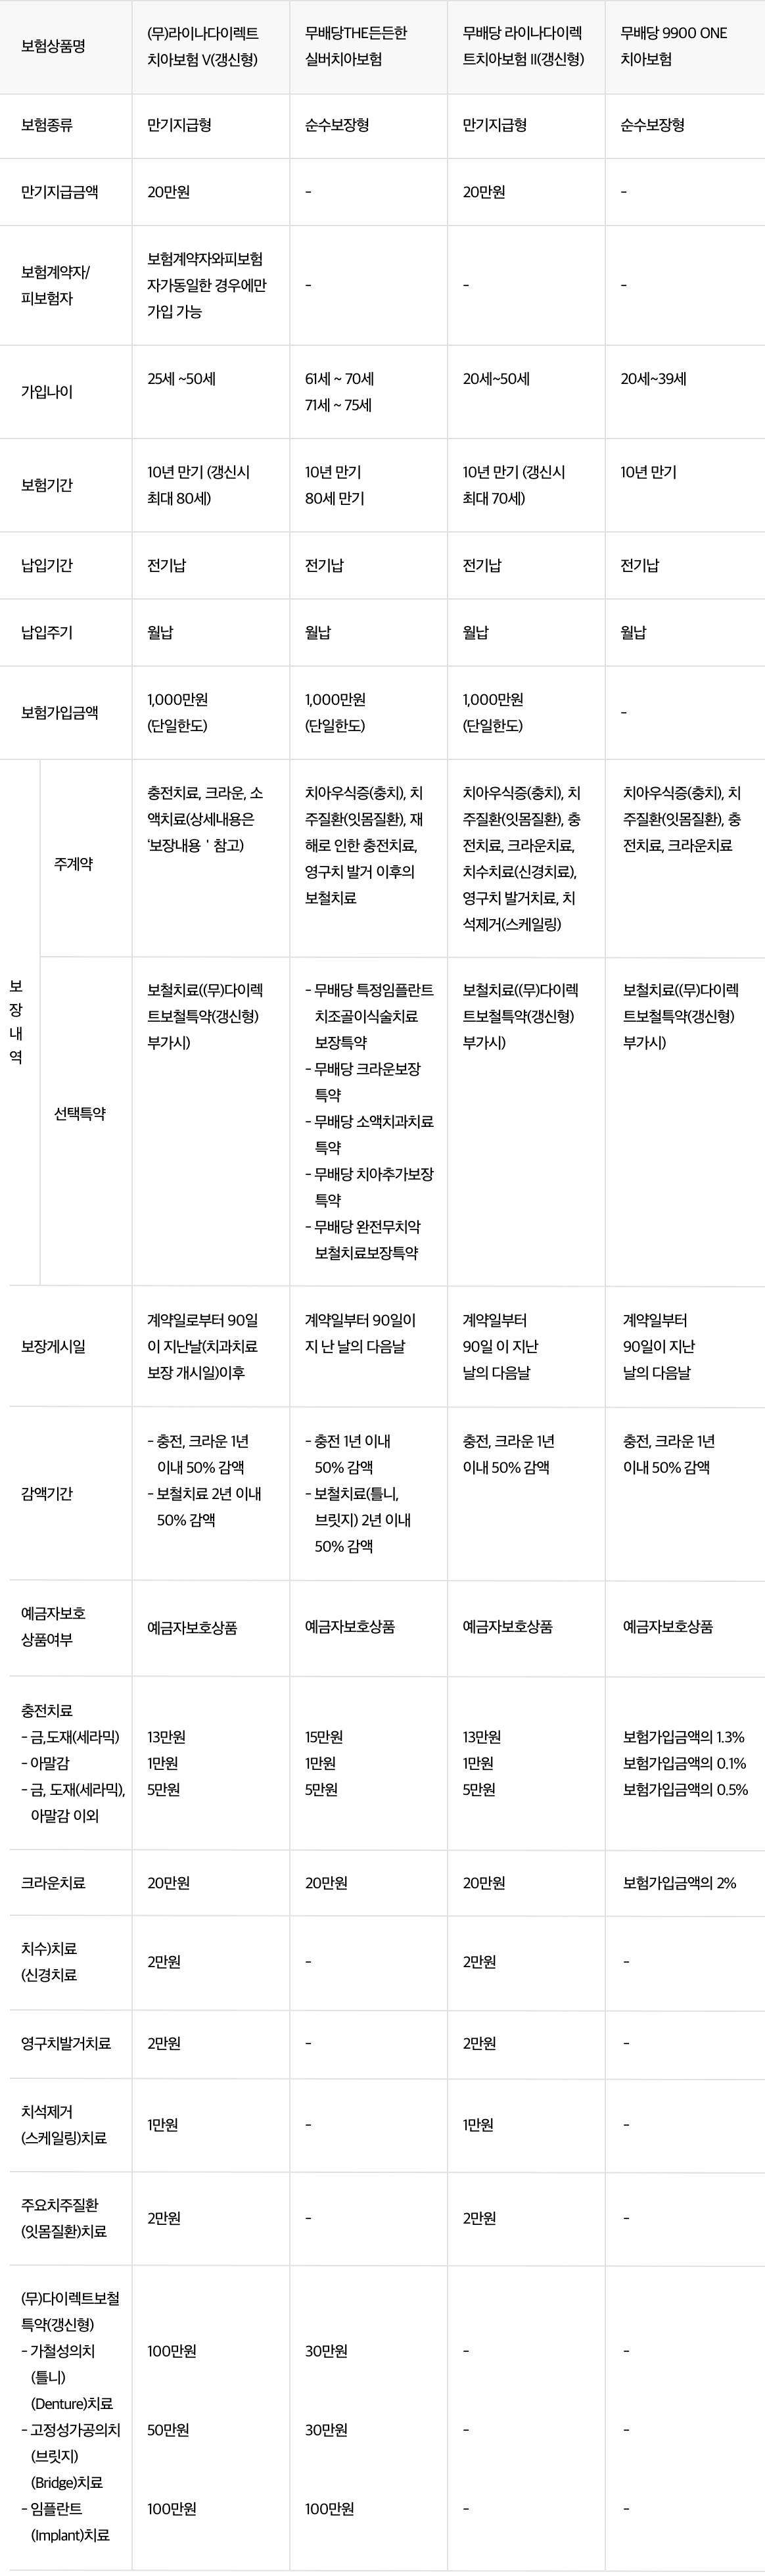 보험상품명
(무)라이나다이렉트
치아보험 V(갱신형)
무배당THE든든한
실버치아보험
무배당 라이나다이렉
트치아보험 II(갱신형)
무배당 9900 ONE
치아보험
보험종류
만기지급형
순수보장형
만기지급형
순수보장형
만기지급금액
20만원
-
20만원
-
보험계약자/
피보험자
보험계약자와피보험
자가동일한 경우에만
가입 가능
-
-
-
가입나이
25세 ~50세
61세 ~ 70세
71세 ~ 75세
20세~50세
20세~39세
보험기간
10년 만기 (갱신시
최대 80세)
10년 만기
80세 만기
10년 만기 (갱신시
최대 70세)
10년 만기
납입기간
전기납
전기납
전기납
전기납
납입주기
월납
월납
월납
월납
보험가입금액
1,000만원
(단일한도)
1,000만원
(단일한도)
1,000만원
(단일한도)
-
보
장
내
역
주계약
충전치료, 크라운, 소
액치료(상세내용은
‘보장내용 ' 참고)
치아우식증(충치), 치
주질환(잇몸질환), 재
해로 인한 충전치료,
영구치 발거 이후의
보철치료
치아우식증(충치), 치
주질환(잇몸질환), 충
전치료, 크라운치료,
치수치료(신경치료),
영구치 발거치료, 치
석제거(스케일링)
치아우식증(충치), 치
주질환(잇몸질환), 충
전치료, 크라운치료
선택특약
보철치료((무)다이렉
트보철특약(갱신형)
부가시)
- 무배당 특정임플란트
치조골이식술치료
보장특약
- 무배당 크라운보장
특약
- 무배당 소액치과치료
특약
- 무배당 치아추가보장
특약
- 무배당 완전무치악
보철치료보장특약
보철치료((무)다이렉
트보철특약(갱신형)
부가시)
보철치료((무)다이렉
트보철특약(갱신형)
부가시)
보장게시일
계약일로부터 90일
이 지난날(치과치료
보장 개시일)이후
계약일부터 90일이
지 난 날의 다음날
계약일부터
90일 이 지난
날의 다음날
계약일부터
90일이 지난
날의 다음날
감액기간
- 충전, 크라운 1년
이내 50% 감액
- 보철치료 2년 이내
50% 감액
- 충전 1년 이내
50% 감액
- 보철치료(틀니,
브릿지) 2년 이내
50% 감액
충전, 크라운 1년
이내 50% 감액
충전, 크라운 1년
이내 50% 감액
예금자보호
상품여부
예금자보호상품
예금자보호상품
예금자보호상품
예금자보호상품
충전치료
- 금,도재(세라믹)
13만원
15만원
13만원
보험가입금액의 1.3%
- 아말감
1만원
1만원
1만원
보험가입금액의 0.1%
- 금, 도재(세라믹),
아말감 이외
5만원
5만원
5만원
보험가입금액의 0.5%
크라운치료
20만원
20만원
20만원
보험가입금액의 2%
치수)치료
(신경치료
2만원
-
2만원
-
영구치발거치료
2만원
-
2만원
-
치석제거
(스케일링)치료
1만원
-
1만원
-
주요치주질환
(잇몸질환)치료
2만원
-
2만원
-
(무)다이렉트보철
특약(갱신형)
- 가철성의치
(틀니)
(Denture)치료
100만원
30만원
-
-
- 고정성가공의치
(브릿지)
(Bridge)치료
50만원
30만원
-
-
- 임플란트
(Implant)치료
100만원
100만원
-
-